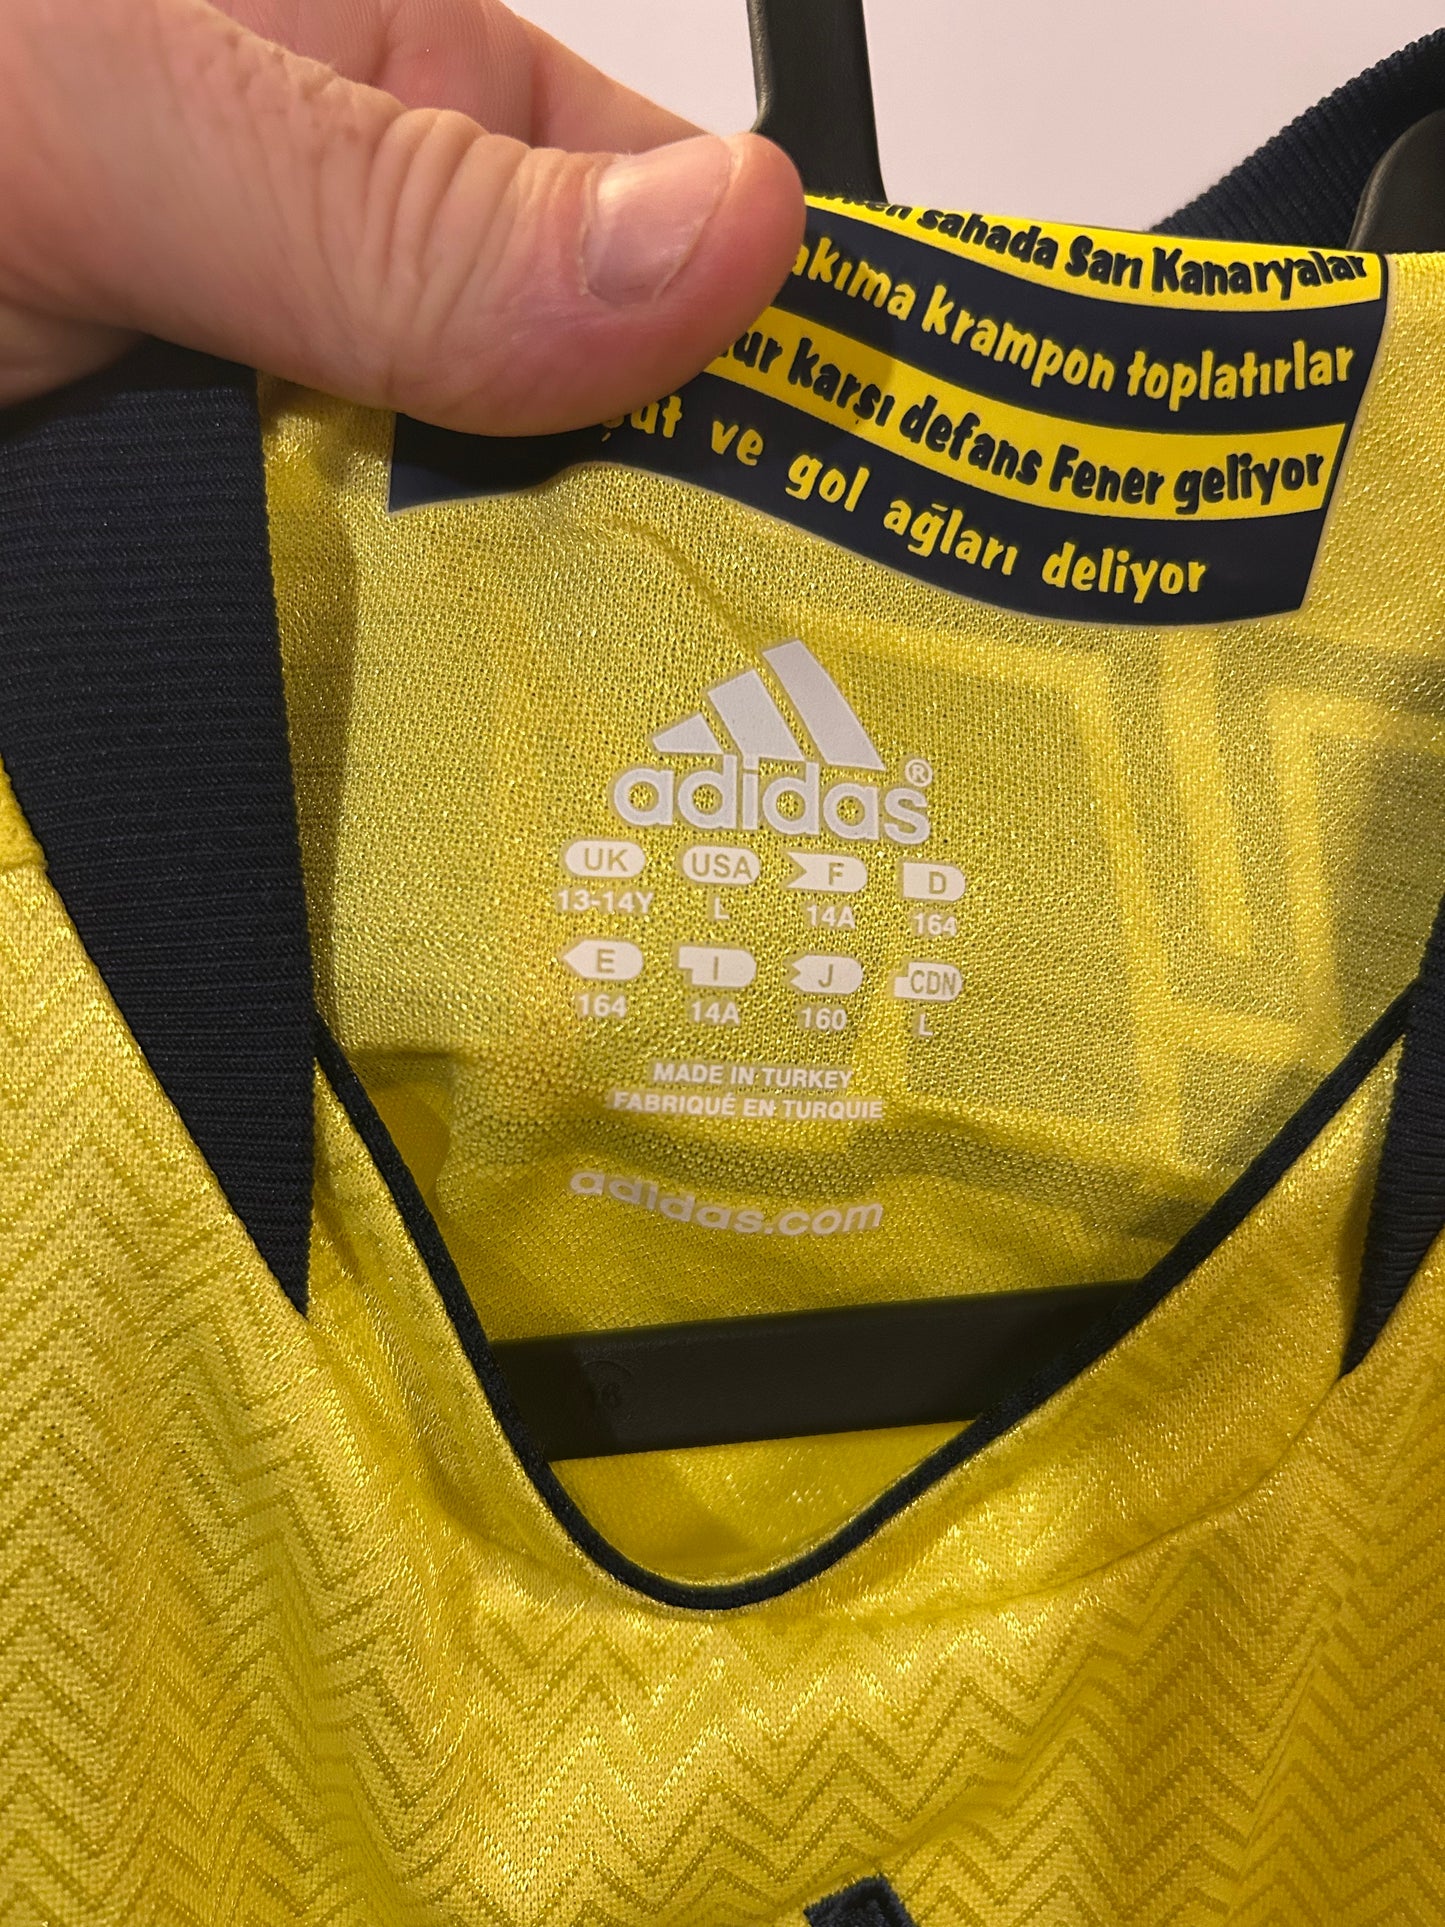 sahada Sarı Kanaryalar
krampon toplatırlar
karşı defans Fener geliyor
şut ve gol ağları deliyor
adidas®
UK USA F D
13-14Y L 14A 164
E I J CDN
164 14A 160 L
MADE IN TURKEY
FABRIQUÉ EN TURQUIE
adidas.com